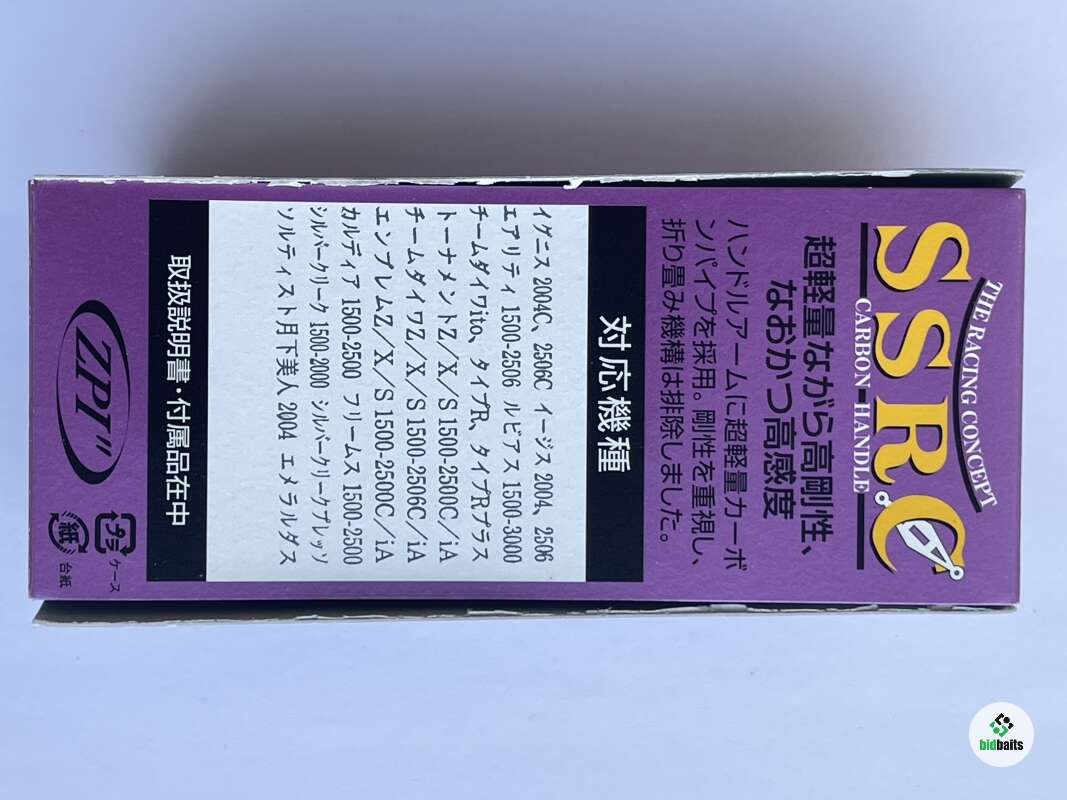 THE RACING CONCEPT
SSRC
CARBON HANDLE
超軽量ながら高剛性、
なおかつ高感度
ハンドルアームに超軽量カーボ
ンパイプを採用。剛性を重視し、
折り畳み機構は排除しました。
対応機種
イグニス 2004C、2506C イージス 2004、2506
エアリティ 1500-2506 ルビアス 1500-3000
チームダイワito、タイプR、タイプRプラス
トーナメントZ/X/S 1500-2500C/iA
チームダイワZ/X/S 1500-2506C/iA
エンブレムZ/X/S 1500-2500C/iA
カルディア 1500-2500 フリームス 1500-2500
シルバークリーク 1500-2000 シルバークリークプレッソ
ソルティスト月下美人2004 エメラルダス
取扱説明書・付属品在中
ZPI
プラ
ケース
紙
台紙
bidbaits